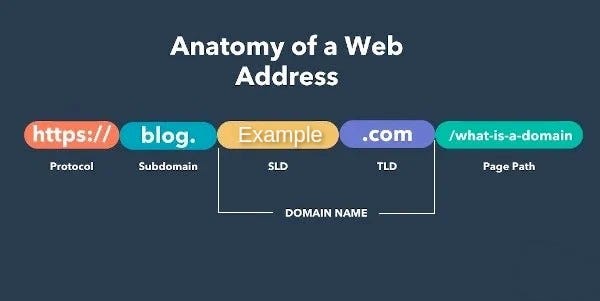 Anatomy of a Web
Address
https:// blog. Example .com /what-is-a-domain
Protocol Subdomain SLD TLD Page Path
DOMAIN NAME